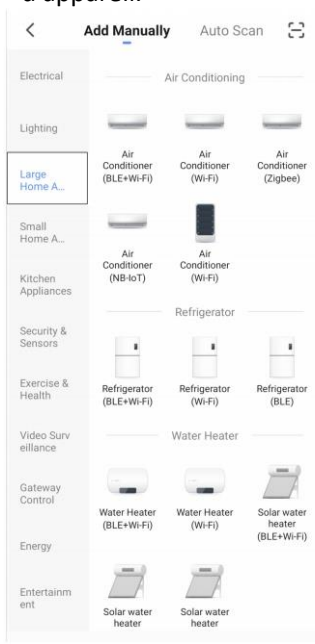 Add Manually Auto Scan
Electrical
Lighting
Large
Home A...
Small
Home A...
Kitchen
Appliances
Security &
Sensors
Exercise &
Health
Video Surv
eillance
Gateway
Control
Energy
Entertainm
ent
Air Conditioning
Air
Conditioner
(BLE+Wi-Fi)
Air
Conditioner
(Wi-Fi)
Air
Conditioner
(Zigbee)
Air
Conditioner
(NB-IoT)
Air
Conditioner
(Wi-Fi)
Refrigerator
Refrigerator
(BLE+Wi-Fi)
Refrigerator
(Wi-Fi)
Refrigerator
(BLE)
Water Heater
Water Heater
(BLE+Wi-Fi)
Water Heater
(Wi-Fi)
Solar water
heater
(BLE+Wi-Fi)
Solar water
heater
Solar water
heater